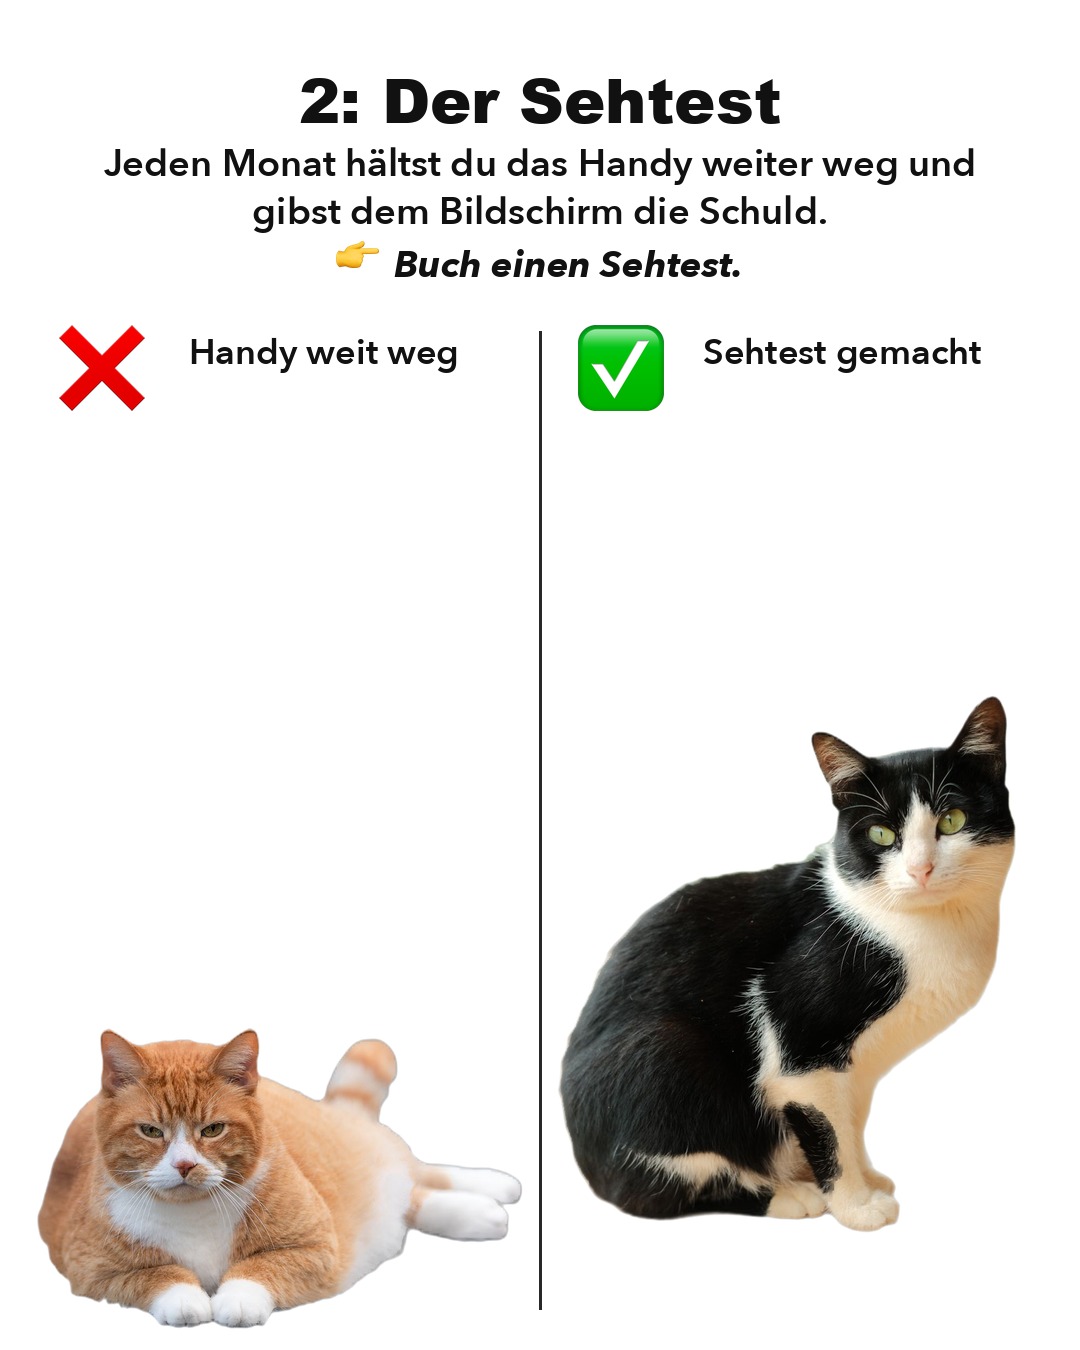 2: Der Sehtest
Jeden Monat hältst du das Handy weiter weg und
gibst dem Bildschirm die Schuld.
👉 Buch einen Sehtest.
❌ Handy weit weg
✅ Sehtest gemacht